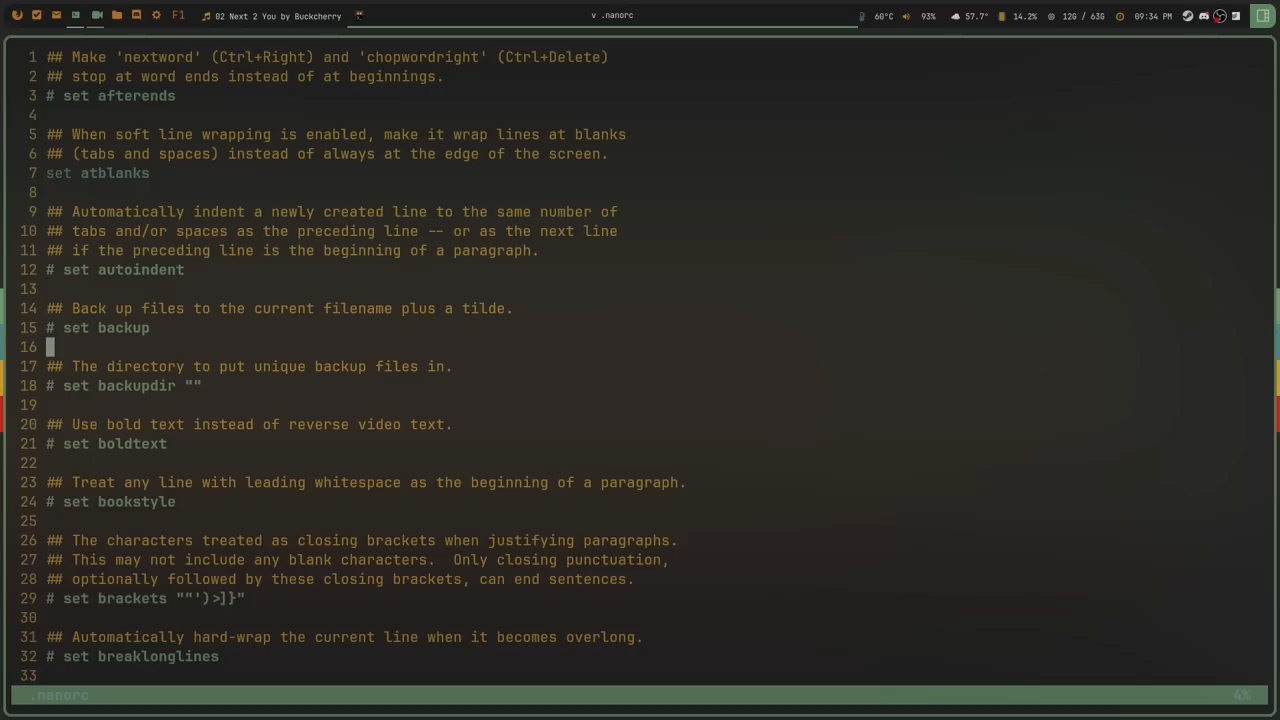 F1 02 Next 2 You by Buckcherry v .nanorc 60°C 93% 57.7° 14.2% 12G / 63G 09:34 PM
1 ## Make 'nextword' (Ctrl+Right) and 'chopwordright' (Ctrl+Delete)
2 ## stop at word ends instead of at beginnings.
3 # set afterends
4
5 ## When soft line wrapping is enabled, make it wrap lines at blanks
6 ## (tabs and spaces) instead of always at the edge of the screen.
7 set atblanks
8
9 ## Automatically indent a newly created line to the same number of
10 ## tabs and/or spaces as the preceding line -- or as the next line
11 ## if the preceding line is the beginning of a paragraph.
12 # set autoindent
13
14 ## Back up files to the current filename plus a tilde.
15 # set backup
16
17 ## The directory to put unique backup files in.
18 # set backupdir ""
19
20 ## Use bold text instead of reverse video text.
21 # set boldtext
22
23 ## Treat any line with leading whitespace as the beginning of a paragraph.
24 # set bookstyle
25
26 ## The characters treated as closing brackets when justifying paragraphs.
27 ## This may not include any blank characters.  Only closing punctuation,
28 ## optionally followed by these closing brackets, can end sentences.
29 # set brackets ""')>]}"
30
31 ## Automatically hard-wrap the current line when it becomes overlong.
32 # set breaklonglines
33
.nanorc 4%